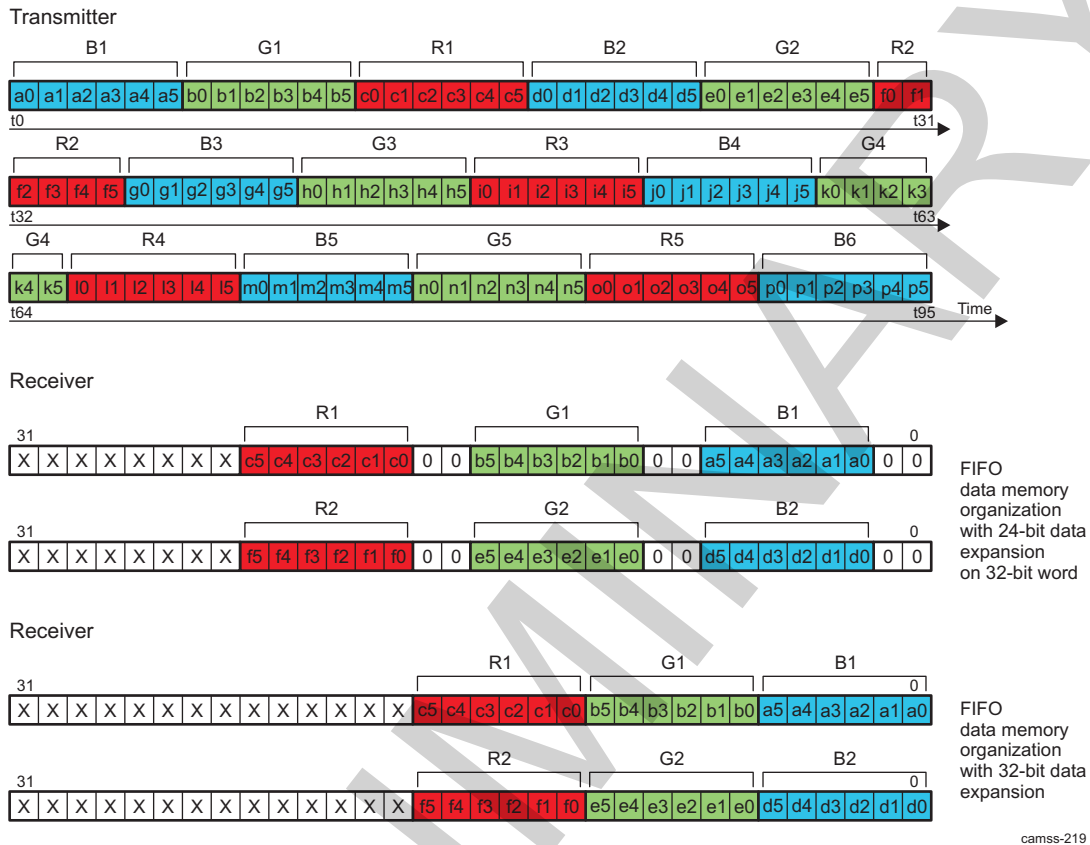 Transmitter
B1 G1 R1 B2 G2 R2
a0 a1 a2 a3 a4 a5 b0 b1 b2 b3 b4 b5 c0 c1 c2 c3 c4 c5 d0 d1 d2 d3 d4 d5 e0 e1 e2 e3 e4 e5 f0 f1
t0 t31
R2 B3 G3 R3 B4 G4
f2 f3 f4 f5 g0 g1 g2 g3 g4 g5 h0 h1 h2 h3 h4 h5 i0 i1 i2 i3 i4 i5 j0 j1 j2 j3 j4 j5 k0 k1 k2 k3
t32 t63
G4 R4 B5 G5 R5 B6
k4 k5 l0 l1 l2 l3 l4 l5 m0 m1 m2 m3 m4 m5 n0 n1 n2 n3 n4 n5 o0 o1 o2 o3 o4 o5 p0 p1 p2 p3 p4 p5
t64 t95 Time
Receiver
R1 G1 B1
31 0
X X X X X X X X c5 c4 c3 c2 c1 c0 0 0 b5 b4 b3 b2 b1 b0 0 0 a5 a4 a3 a2 a1 a0 0 0
R2 G2 B2
31 0
X X X X X X X X f5 f4 f3 f2 f1 f0 0 0 e5 e4 e3 e2 e1 e0 0 0 d5 d4 d3 d2 d1 d0 0 0
FIFO
data memory
organization
with 24-bit data
expansion
on 32-bit word
Receiver
R1 G1 B1
31 0
X X X X X X X X X X X X X X c5 c4 c3 c2 c1 c0 b5 b4 b3 b2 b1 b0 a5 a4 a3 a2 a1 a0
R2 G2 B2
31 0
X X X X X X X X X X X X X X f5 f4 f3 f2 f1 f0 e5 e4 e3 e2 e1 e0 d5 d4 d3 d2 d1 d0
FIFO
data memory
organization
with 32-bit data
expansion
camss-219
IMINARY